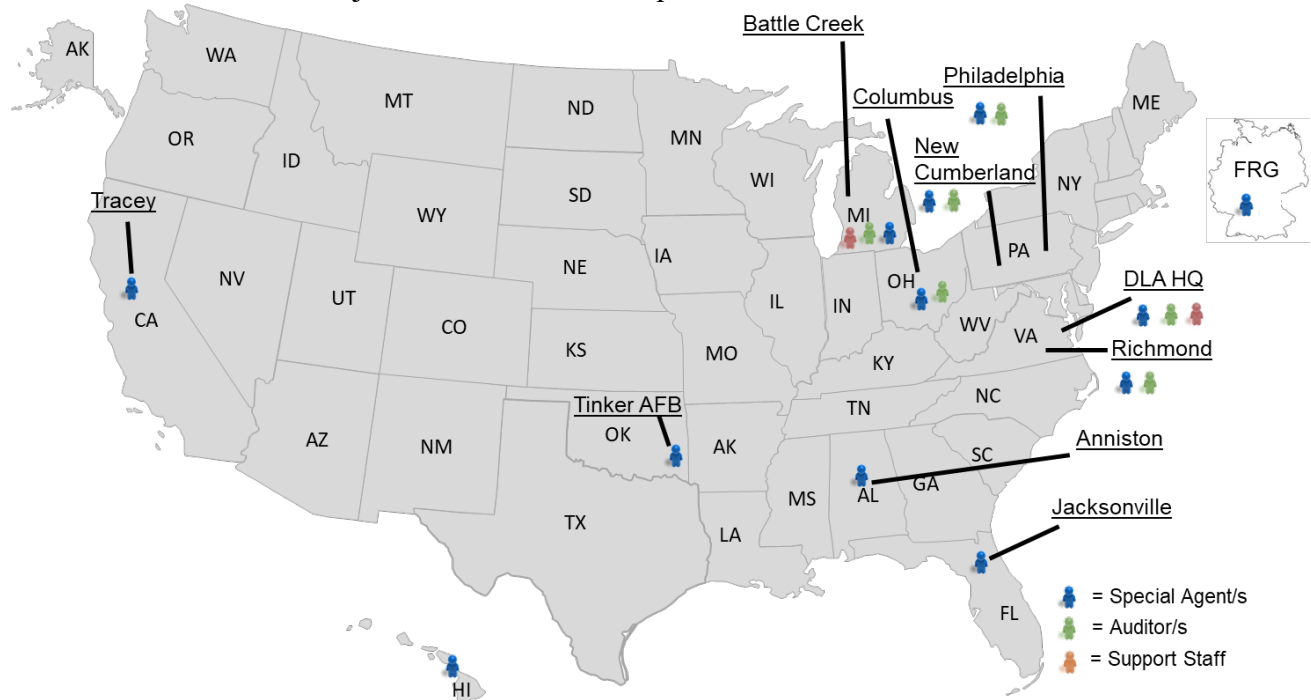 Battle Creek
Philadelphia
Columbus
New
Cumberland
Tracey
DLA HQ
Richmond
Tinker AFB
Anniston
Jacksonville
AK
WA
MT
ND
MN
ME
OR
ID
SD
WI
MI
NY
FRG
WY
IA
PA
NE
NV
UT
CA
CO
IL
IN
OH
WV
VA
KS
MO
KY
NC
TN
AZ
NM
OK
AK
SC
MS
AL
GA
TX
LA
FL
HI
= Special Agent/s
= Auditor/s
= Support Staff